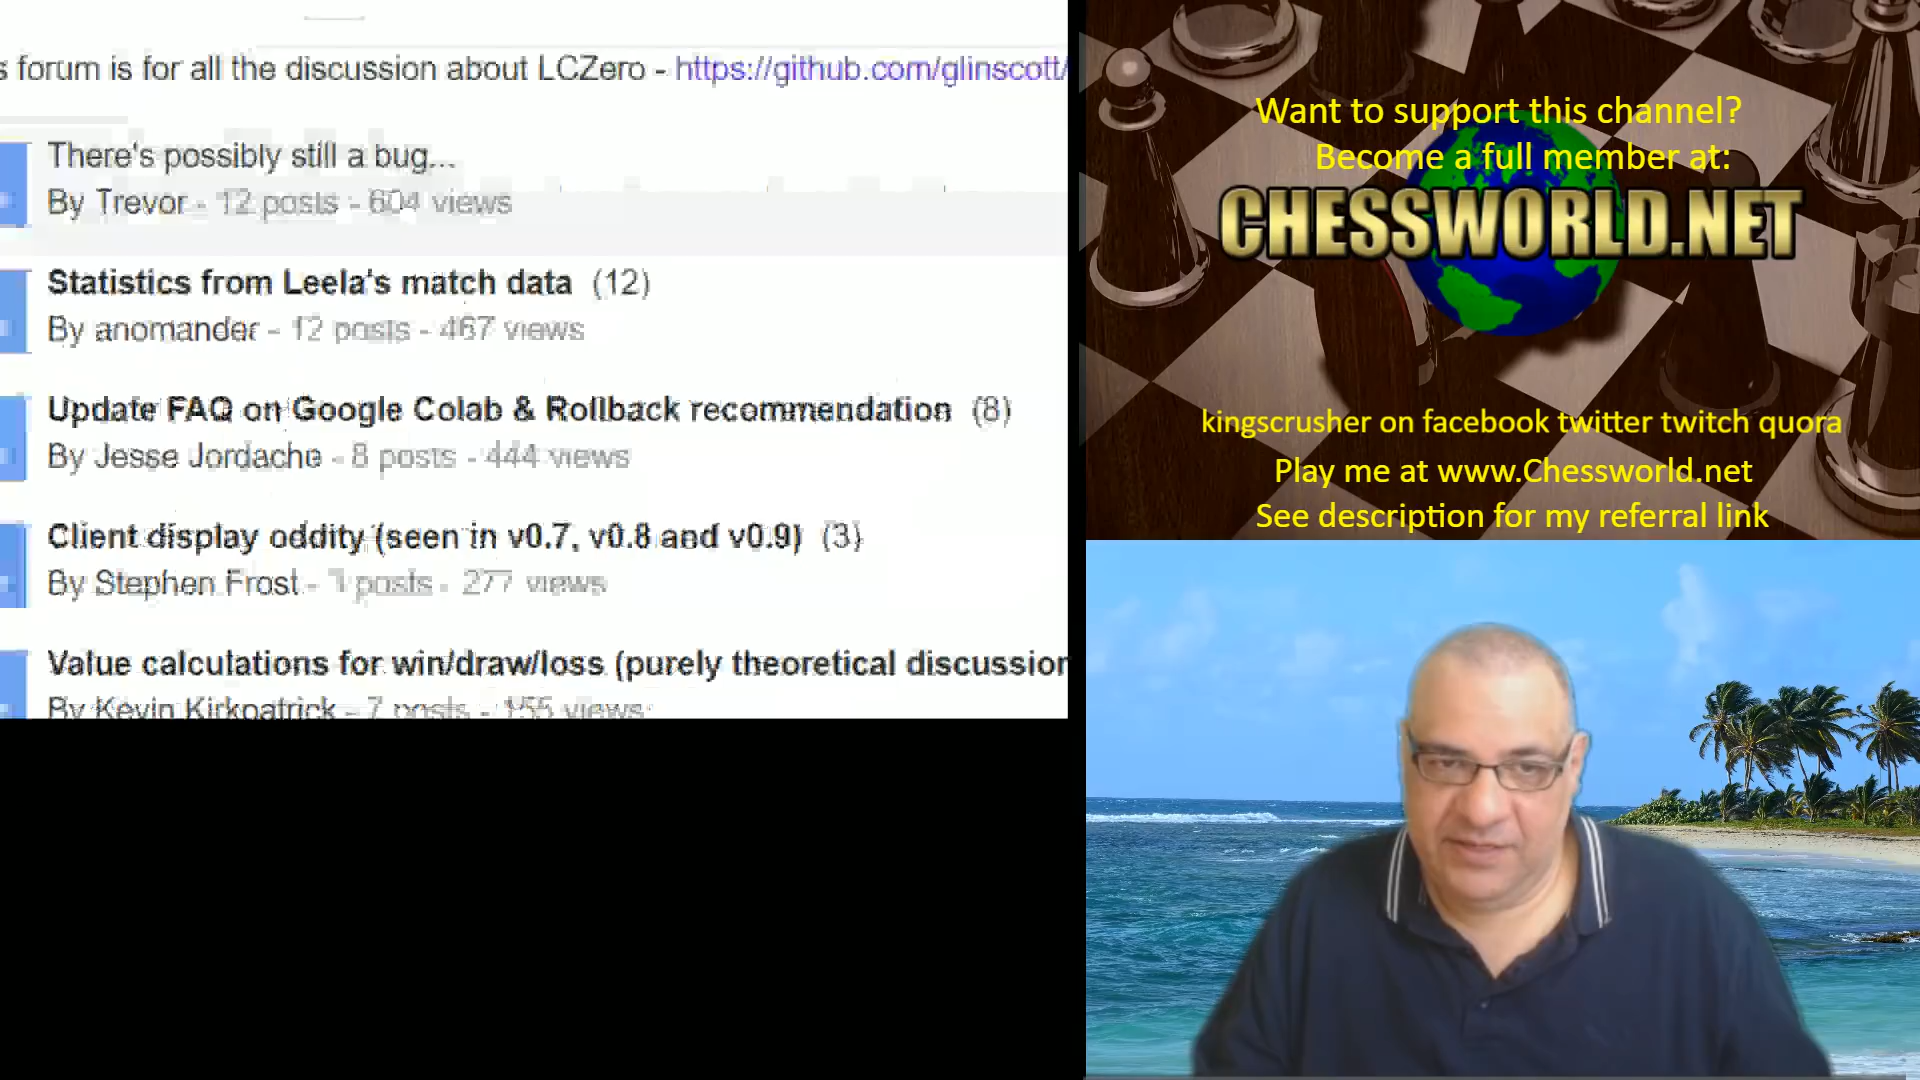 s forum is for all the discussion about LCZero - https://github.com/glinscott/
There's possibly still a bug...
By Trevor - 12 posts - 604 views
Statistics from Leela's match data (12)
By anomander - 12 posts - 467 views
Update FAQ on Google Colab & Rollback recommendation (8)
By Jesse Jordache - 8 posts - 444 views
Client display oddity (seen in v0.7, v0.8 and v0.9) (3)
By Stephen Frost - posts - 277 views
Value calculations for win/draw/loss (purely theoretical discussion
By Kevin Kirkpatrick - 7 posts - 155 views
Want to support this channel?
Become a full member at:
CHESSWORLD.NET
kingscrusher on facebook twitter twitch quora
Play me at www.Chessworld.net
See description for my referral link